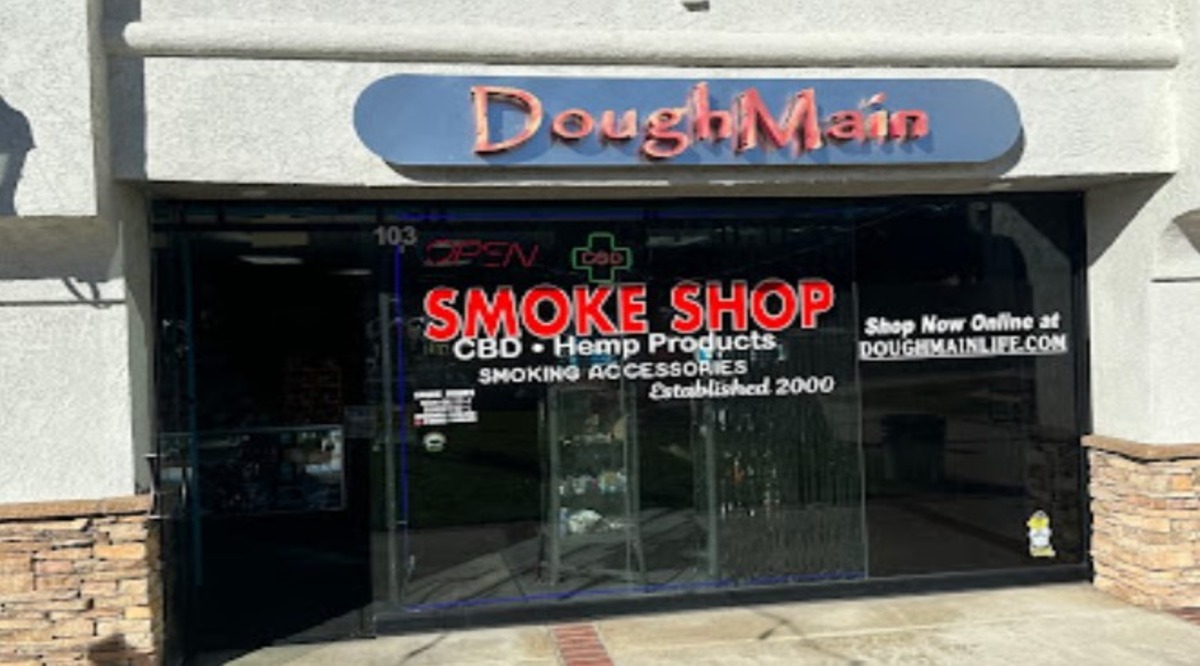 DoughMain
103
OPEN
CBD
SMOKE SHOP
CBD • Hemp Products
SMOKING ACCESSORIES
Established 2000
Shop Now Online at
DOUGHMAINLIFE.COM